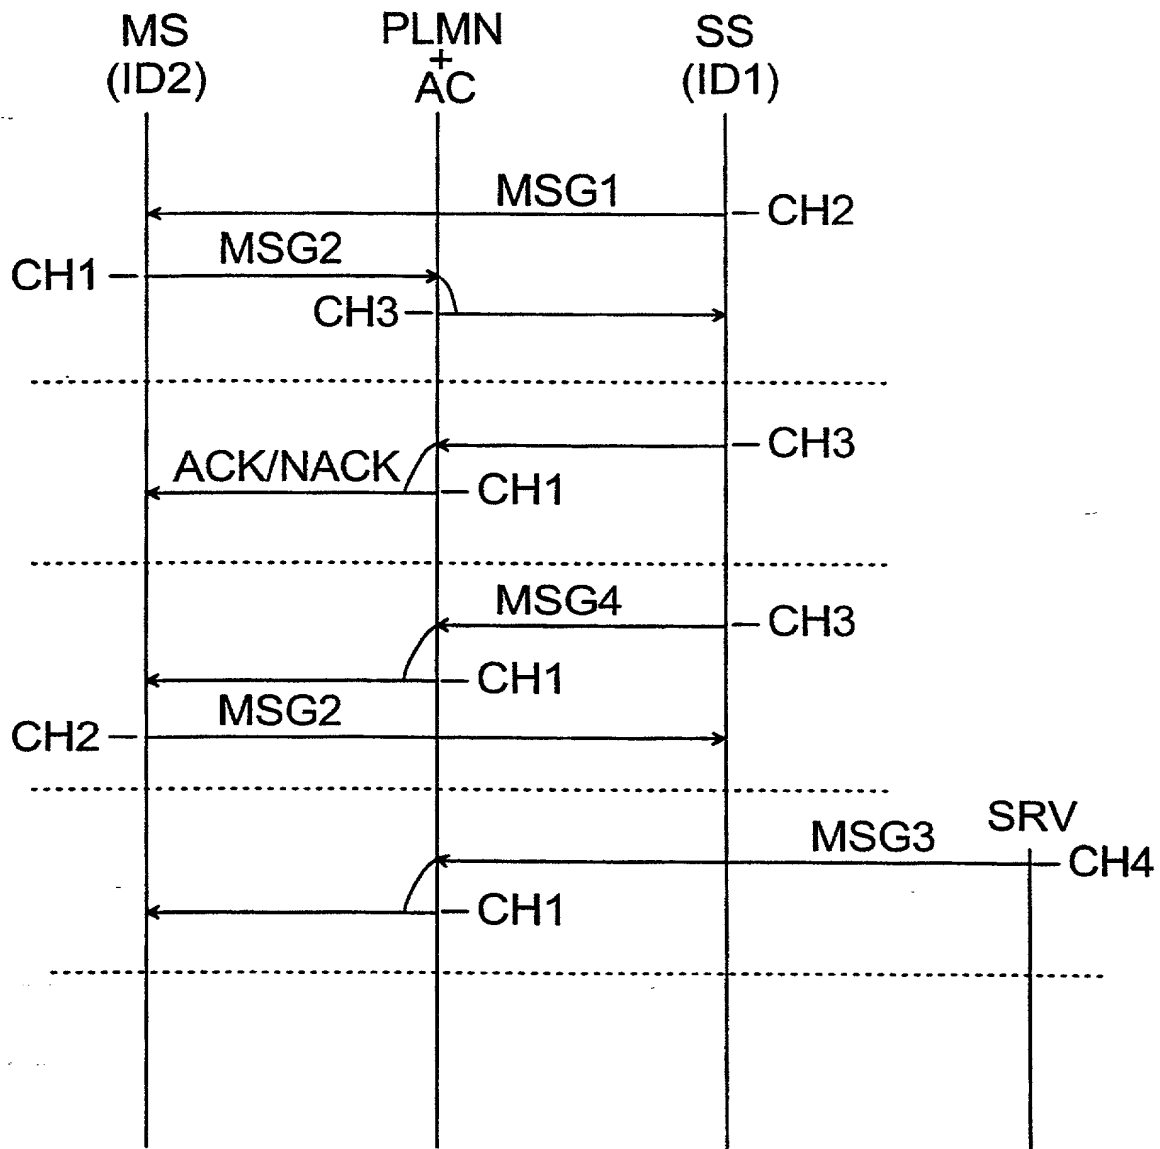 MS
(ID2)
PLMN
+
AC
SS
(ID1)
MSG1
CH2
MSG2
CH1
CH3
CH3
ACK/NACK
CH1
MSG4
CH3
CH1
MSG2
CH2
SRV
MSG3
CH4
CH1